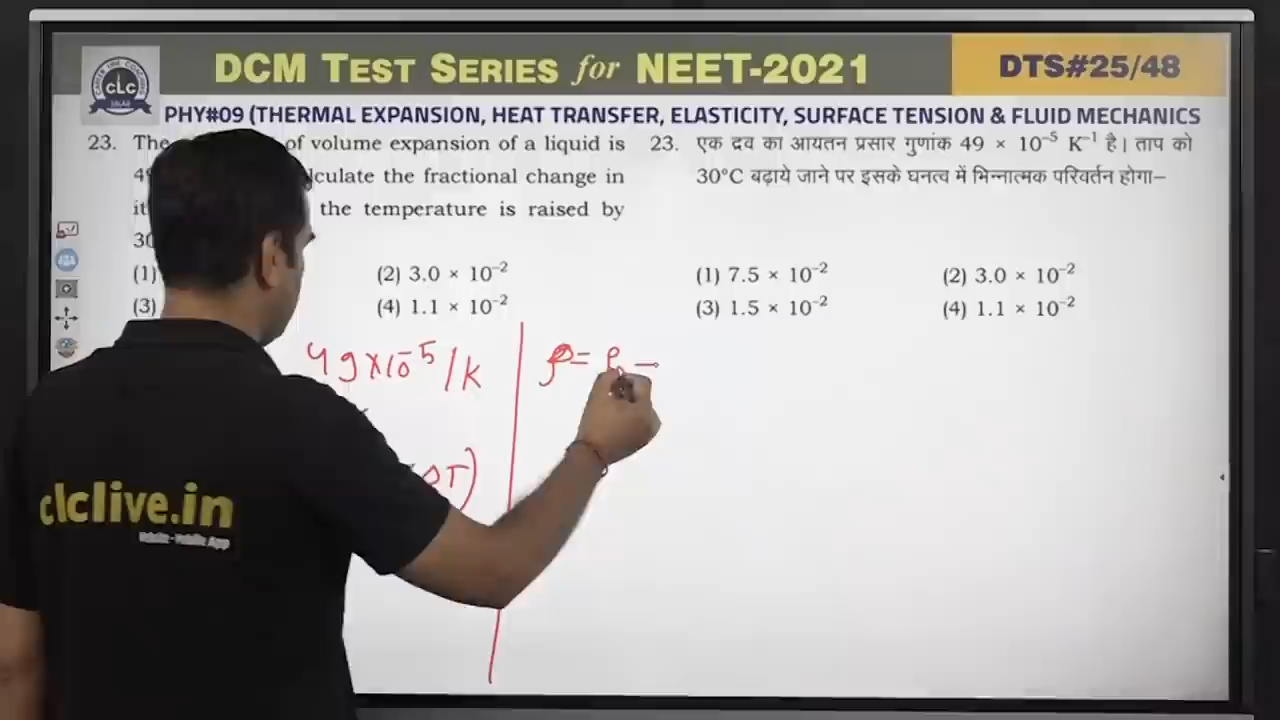 DCM TEST SERIES for NEET-2021
DTS#25/48
CLC
PHY#09 (THERMAL EXPANSION, HEAT TRANSFER, ELASTICITY, SURFACE TENSION & FLUID MECHANICS
23. The of volume expansion of a liquid is
the fractional change in
the temperature is raised by
(1)
(2) 3.0 × 10⁻²
(3)
(4) 1.1 × 10⁻²
23. एक द्रव का आयतन प्रसार गुणांक 49 × 10⁻⁵ K⁻¹ है। ताप को
30°C बढ़ाये जाने पर इसके घनत्व में भिन्नात्मक परिवर्तन होगा–
(1) 7.5 × 10⁻²
(2) 3.0 × 10⁻²
(3) 1.5 × 10⁻²
(4) 1.1 × 10⁻²
49×10⁻⁵/K
ΔT)
ρ =
clclive.in